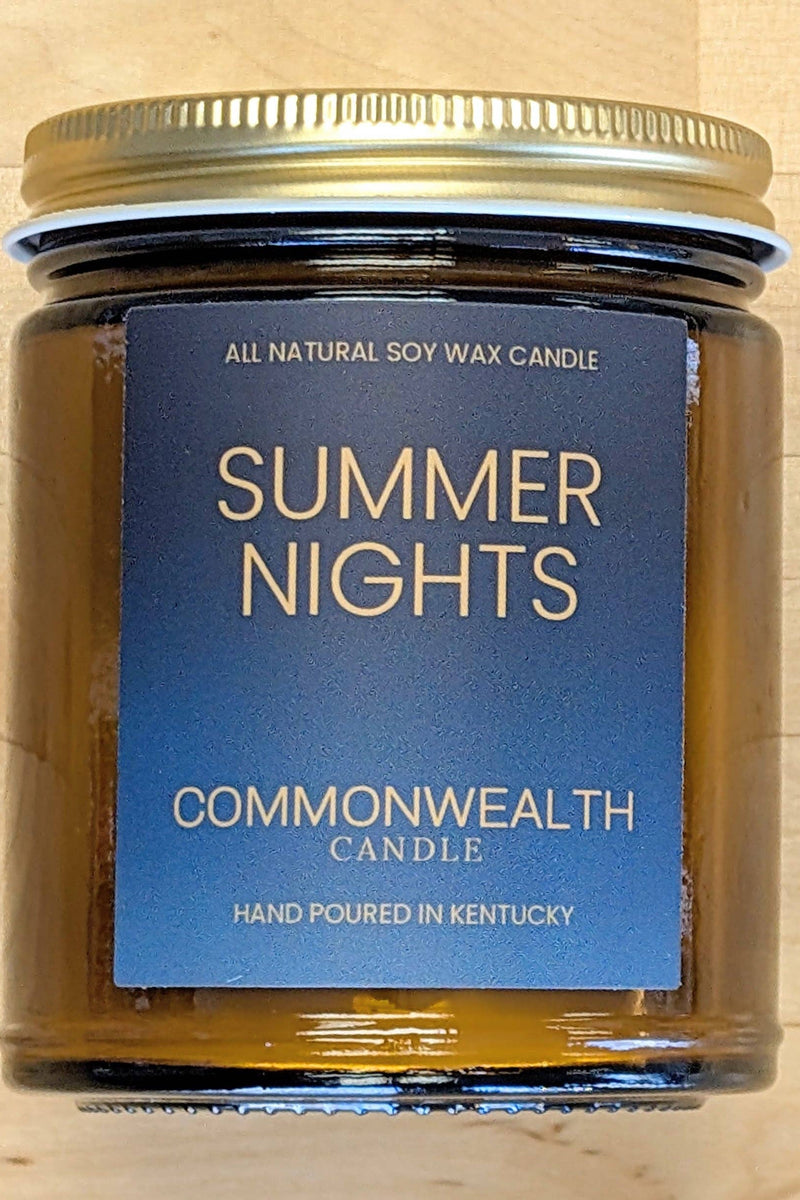 ALL NATURAL SOY WAX CANDLE
SUMMER
NIGHTS
COMMONWEALTH
CANDLE
HAND POURED IN KENTUCKY